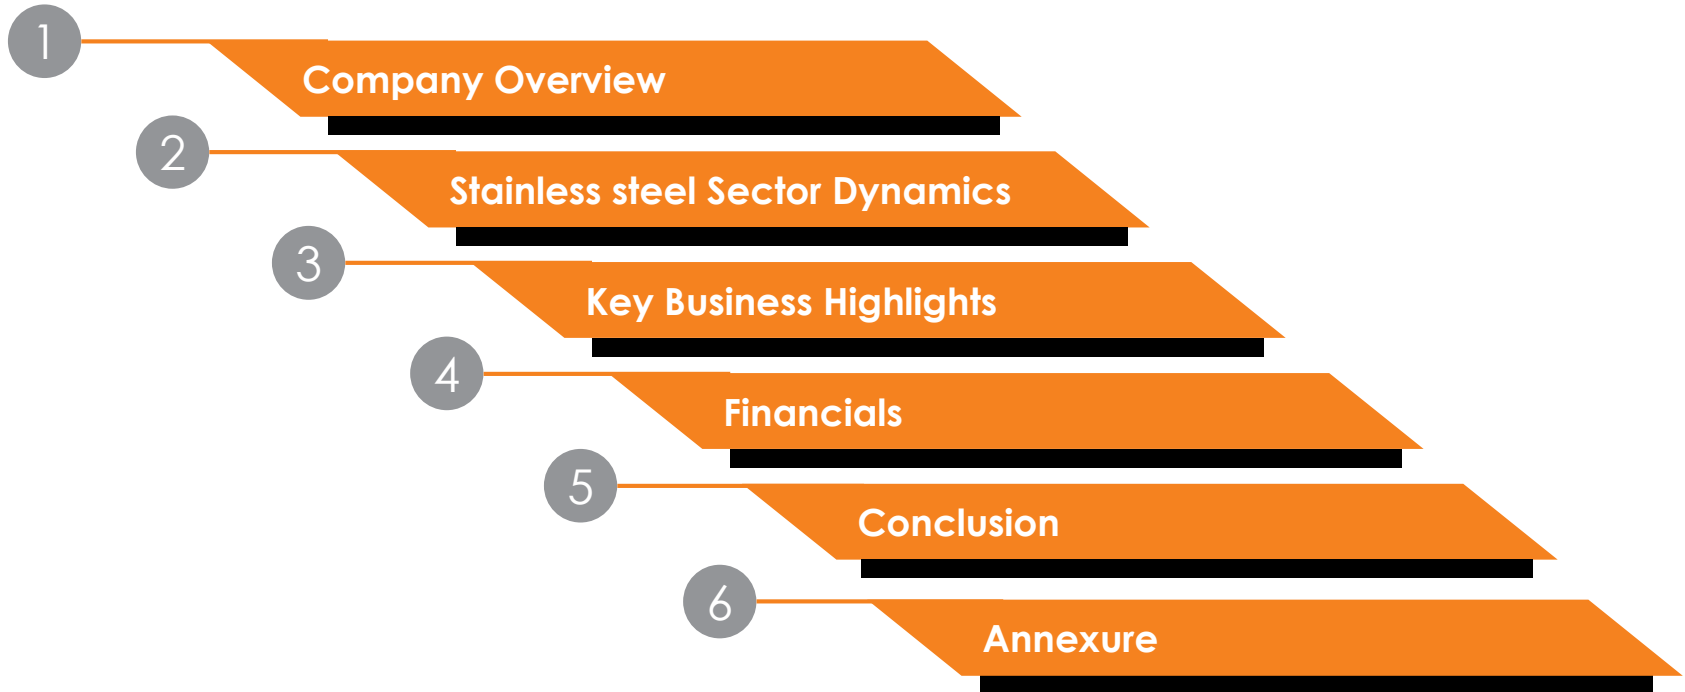 1
Company Overview
2
Stainless steel Sector Dynamics
3
Key Business Highlights
4
Financials
5
Conclusion
6
Annexure